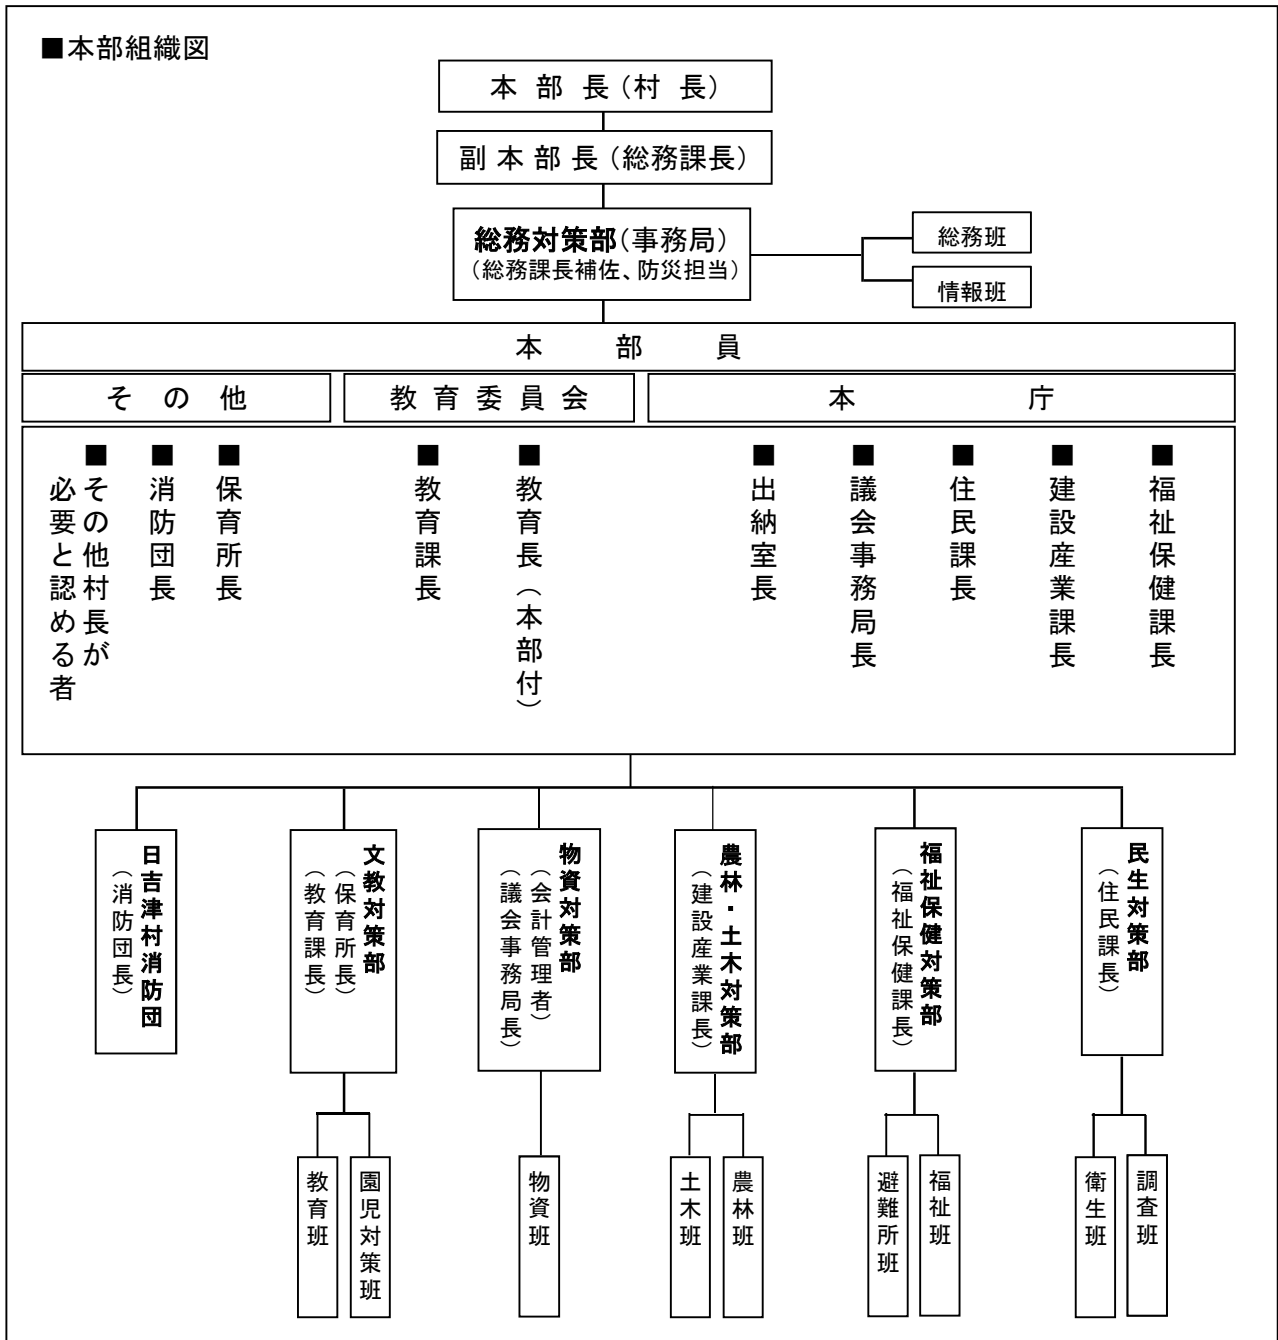 ■本部組織図
本部長(村長)
副本部長(総務課長)
総務対策部(事務局)
(総務課長補佐、防災担当)
総務班
情報班
本部員
その他
教育委員会
本庁
■福祉保健課長
■建設産業課長
■住民課長
■議会事務局長
■出納室長
■教育長(本部付)
■教育課長
■保育所長
■消防団長
■その他村長が
必要と認める者
民生対策部
(住民課長)
福祉保健対策部
(福祉保健課長)
農林・土木対策部
(建設産業課長)
物資対策部
(会計管理者)
(議会事務局長)
文教対策部
(保育所長)
(教育課長)
日吉津村消防団
(消防団長)
調査班
衛生班
福祉班
避難所班
農林班
土木班
物資班
園児対策班
教育班